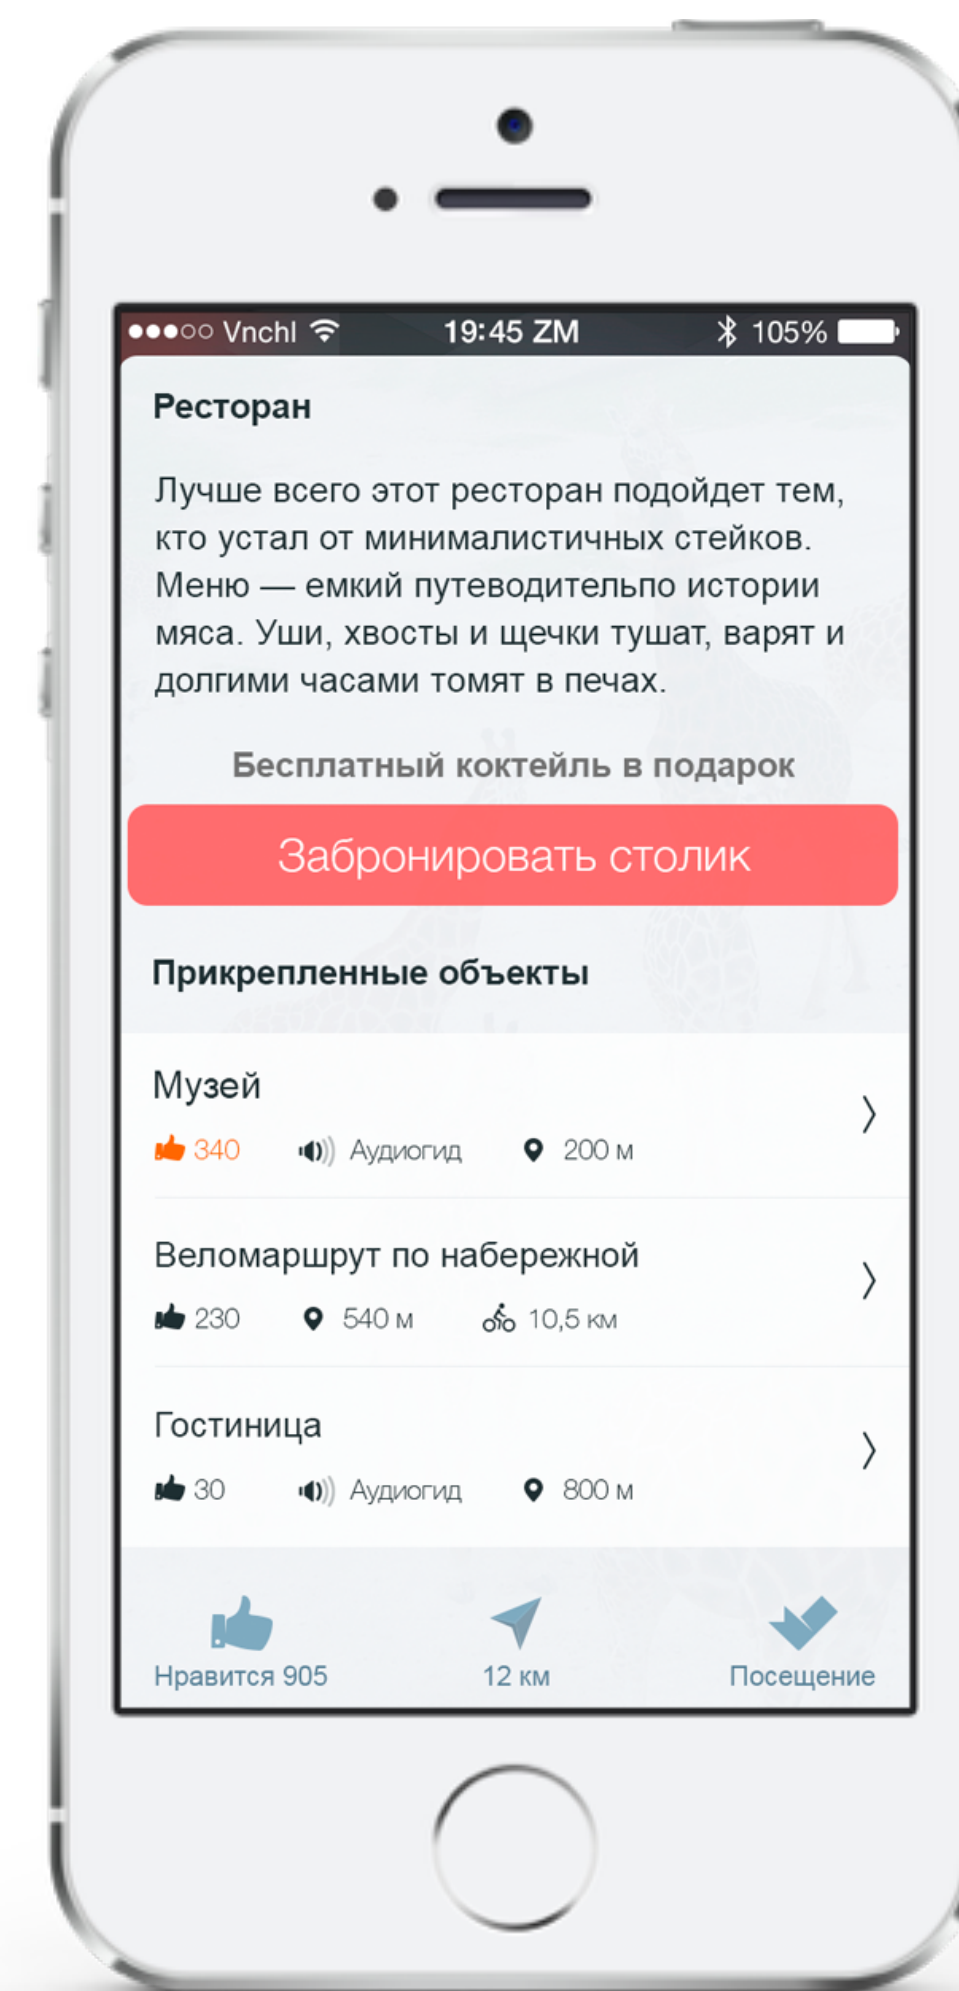 Vnchl 19:45 ZM 105%
Ресторан
Лучше всего этот ресторан подойдет тем,
кто устал от минималистичных стейков.
Меню — емкий путеводительпо истории
мяса. Уши, хвосты и щечки тушат, варят и
долгими часами томят в печах.
Бесплатный коктейль в подарок
Забронировать столик
Прикрепленные объекты
Музей
340 Аудиогид 200 м
Веломаршрут по набережной
230 540 м 10,5 км
Гостиница
30 Аудиогид 800 м
Нравится 905 12 км Посещение